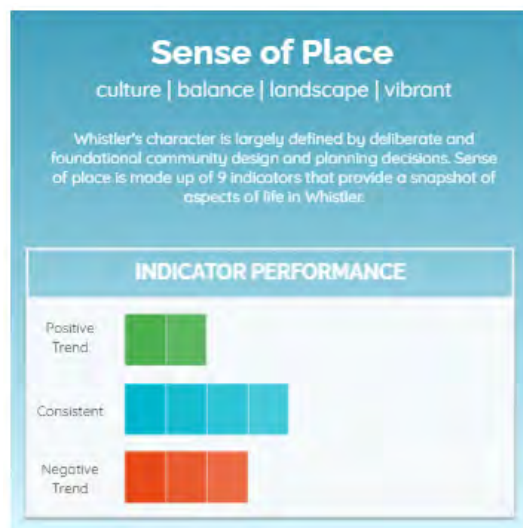 Sense of Place
culture | balance | landscape | vibrant
Whistler's character is largely defined by deliberate and
foundational community design and planning decisions. Sense
of place is made up of 9 indicators that provide a snapshot of
aspects of life in Whistler.
INDICATOR PERFORMANCE
Positive
Trend
Consistent
Negative
Trend